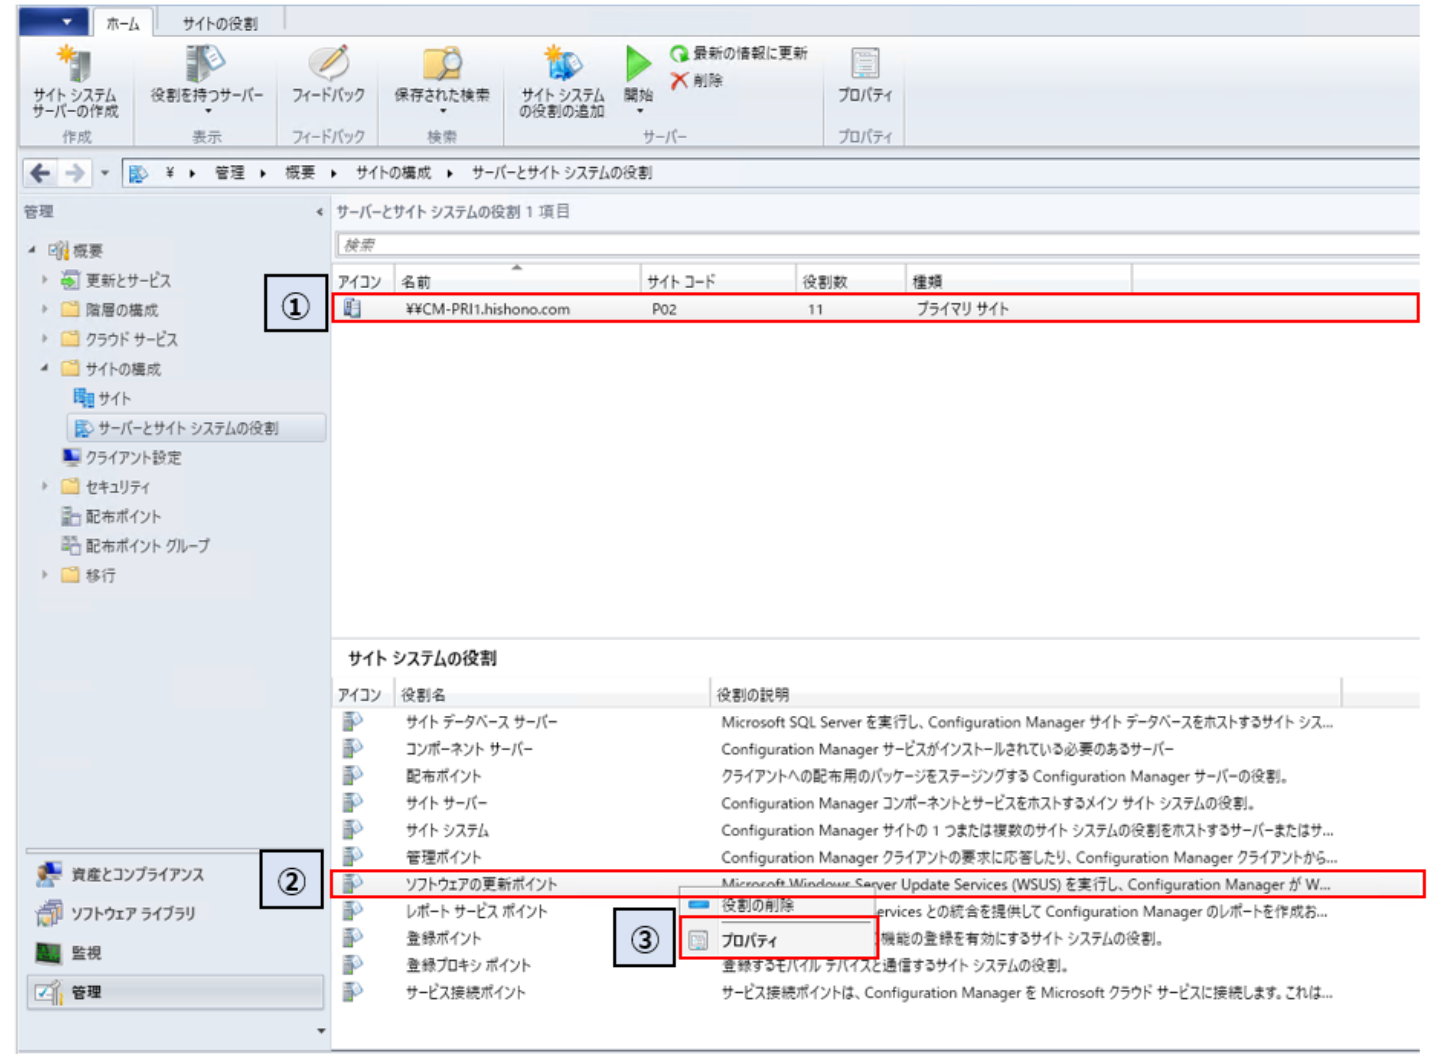 ホーム
サイトの役割
サイト システム
サーバーの作成
役割を持つサーバー
フィードバック
保存された検索
サイト システム
の役割の追加
開始
最新の情報に更新
削除
プロパティ
作成
表示
フィードバック
検索
サーバー
プロパティ
¥ 管理 概要 サイトの構成 サーバーとサイト システムの役割
管理
概要
更新とサービス
階層の構成
クラウド サービス
サイトの構成
サイト
サーバーとサイト システムの役割
クライアント設定
セキュリティ
配布ポイント
配布ポイント グループ
移行
資産とコンプライアンス
ソフトウェア ライブラリ
監視
管理
サーバーとサイト システムの役割 1 項目
検索
アイコン 名前 サイト コード 役割数 種類
① ¥¥CM-PRI1.hishono.com P02 11 プライマリ サイト
サイト システムの役割
アイコン 役割名 役割の説明
サイト データベース サーバー Microsoft SQL Server を実行し、Configuration Manager サイト データベースをホストするサイト シス...
コンポーネント サーバー Configuration Manager サービスがインストールされている必要のあるサーバー
配布ポイント クライアントへの配布用のパッケージをステージングする Configuration Manager サーバーの役割。
サイト サーバー Configuration Manager コンポーネントとサービスをホストするメイン サイト システムの役割。
サイト システム Configuration Manager サイトの 1 つまたは複数のサイト システムの役割をホストするサーバーまたはサ...
管理ポイント Configuration Manager クライアントの要求に応答したり、Configuration Manager クライアントから...
② ソフトウェアの更新ポイント Microsoft Windows Server Update Services (WSUS) を実行し、Configuration Manager が W...
レポート サービス ポイント ervices との統合を提供して Configuration Manager のレポートを作成お...
役割の削除
登録ポイント 機能の登録を有効にするサイト システムの役割。
③ プロパティ
登録プロキシ ポイント 登録するモバイル デバイスと通信するサイト システムの役割。
サービス接続ポイント サービス接続ポイントは、Configuration Manager を Microsoft クラウド サービスに接続します。これは...